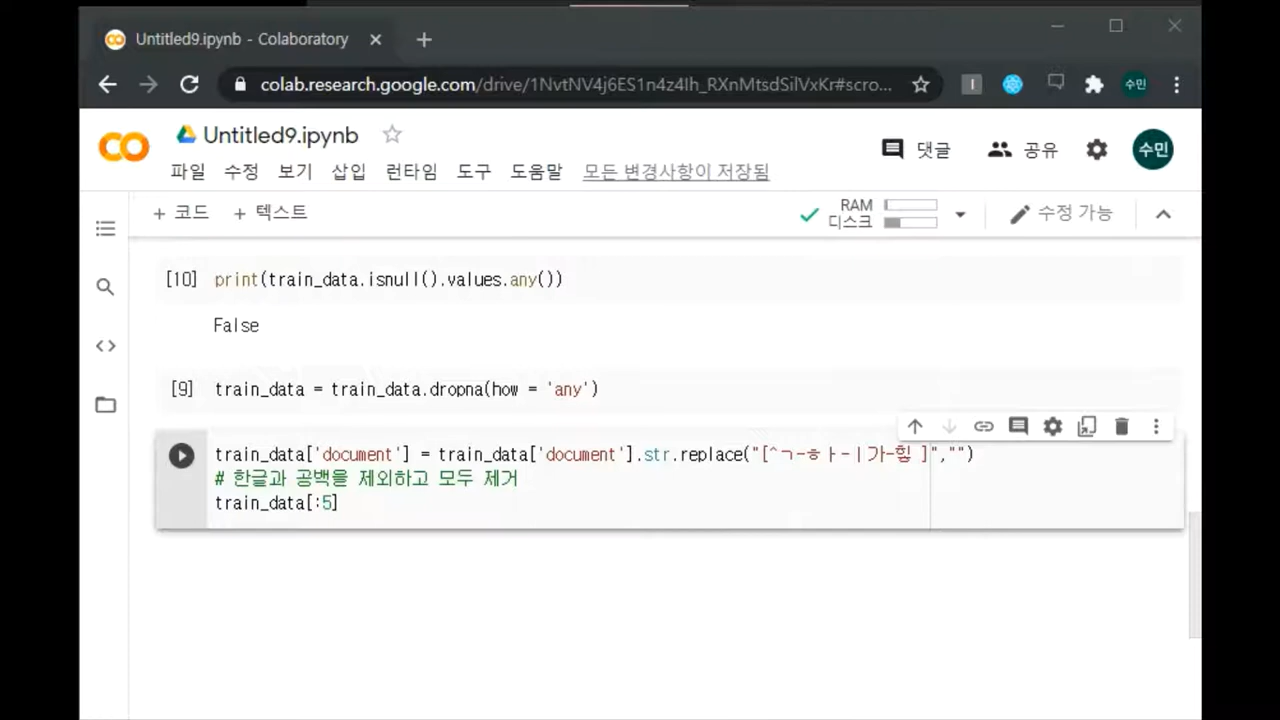 Untitled9.ipynb - Colaboratory
colab.research.google.com/drive/1NvtNV4j6ES1n4z4Ih_RXnMtsdSilVxKr#scro...
수민
Untitled9.ipynb
댓글
공유
수민
파일 수정 보기 삽입 런타임 도구 도움말 모든 변경사항이 저장됨
+ 코드 + 텍스트
RAM
디스크
수정 가능
[10] print(train_data.isnull().values.any())
False
[9] train_data = train_data.dropna(how = 'any')
train_data['document'] = train_data['document'].str.replace("[^ㄱ-ㅎㅏ-ㅣ가-힣 ]","")
# 한글과 공백을 제외하고 모두 제거
train_data[:5]